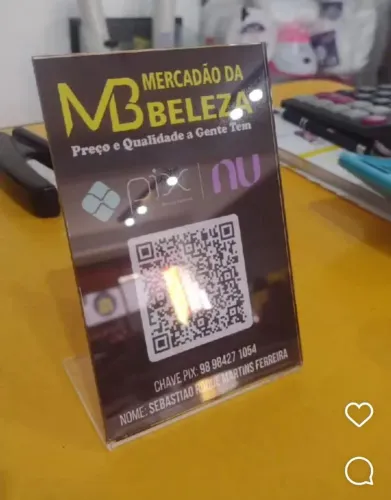 MB MERCADÃO DA
BELEZA
Preço e Qualidade a Gente Tem
pix | nu
CHAVE PIX: 98 98427 1054
NOME: SEBASTIAO ROQUE MARTINS FERREIRA